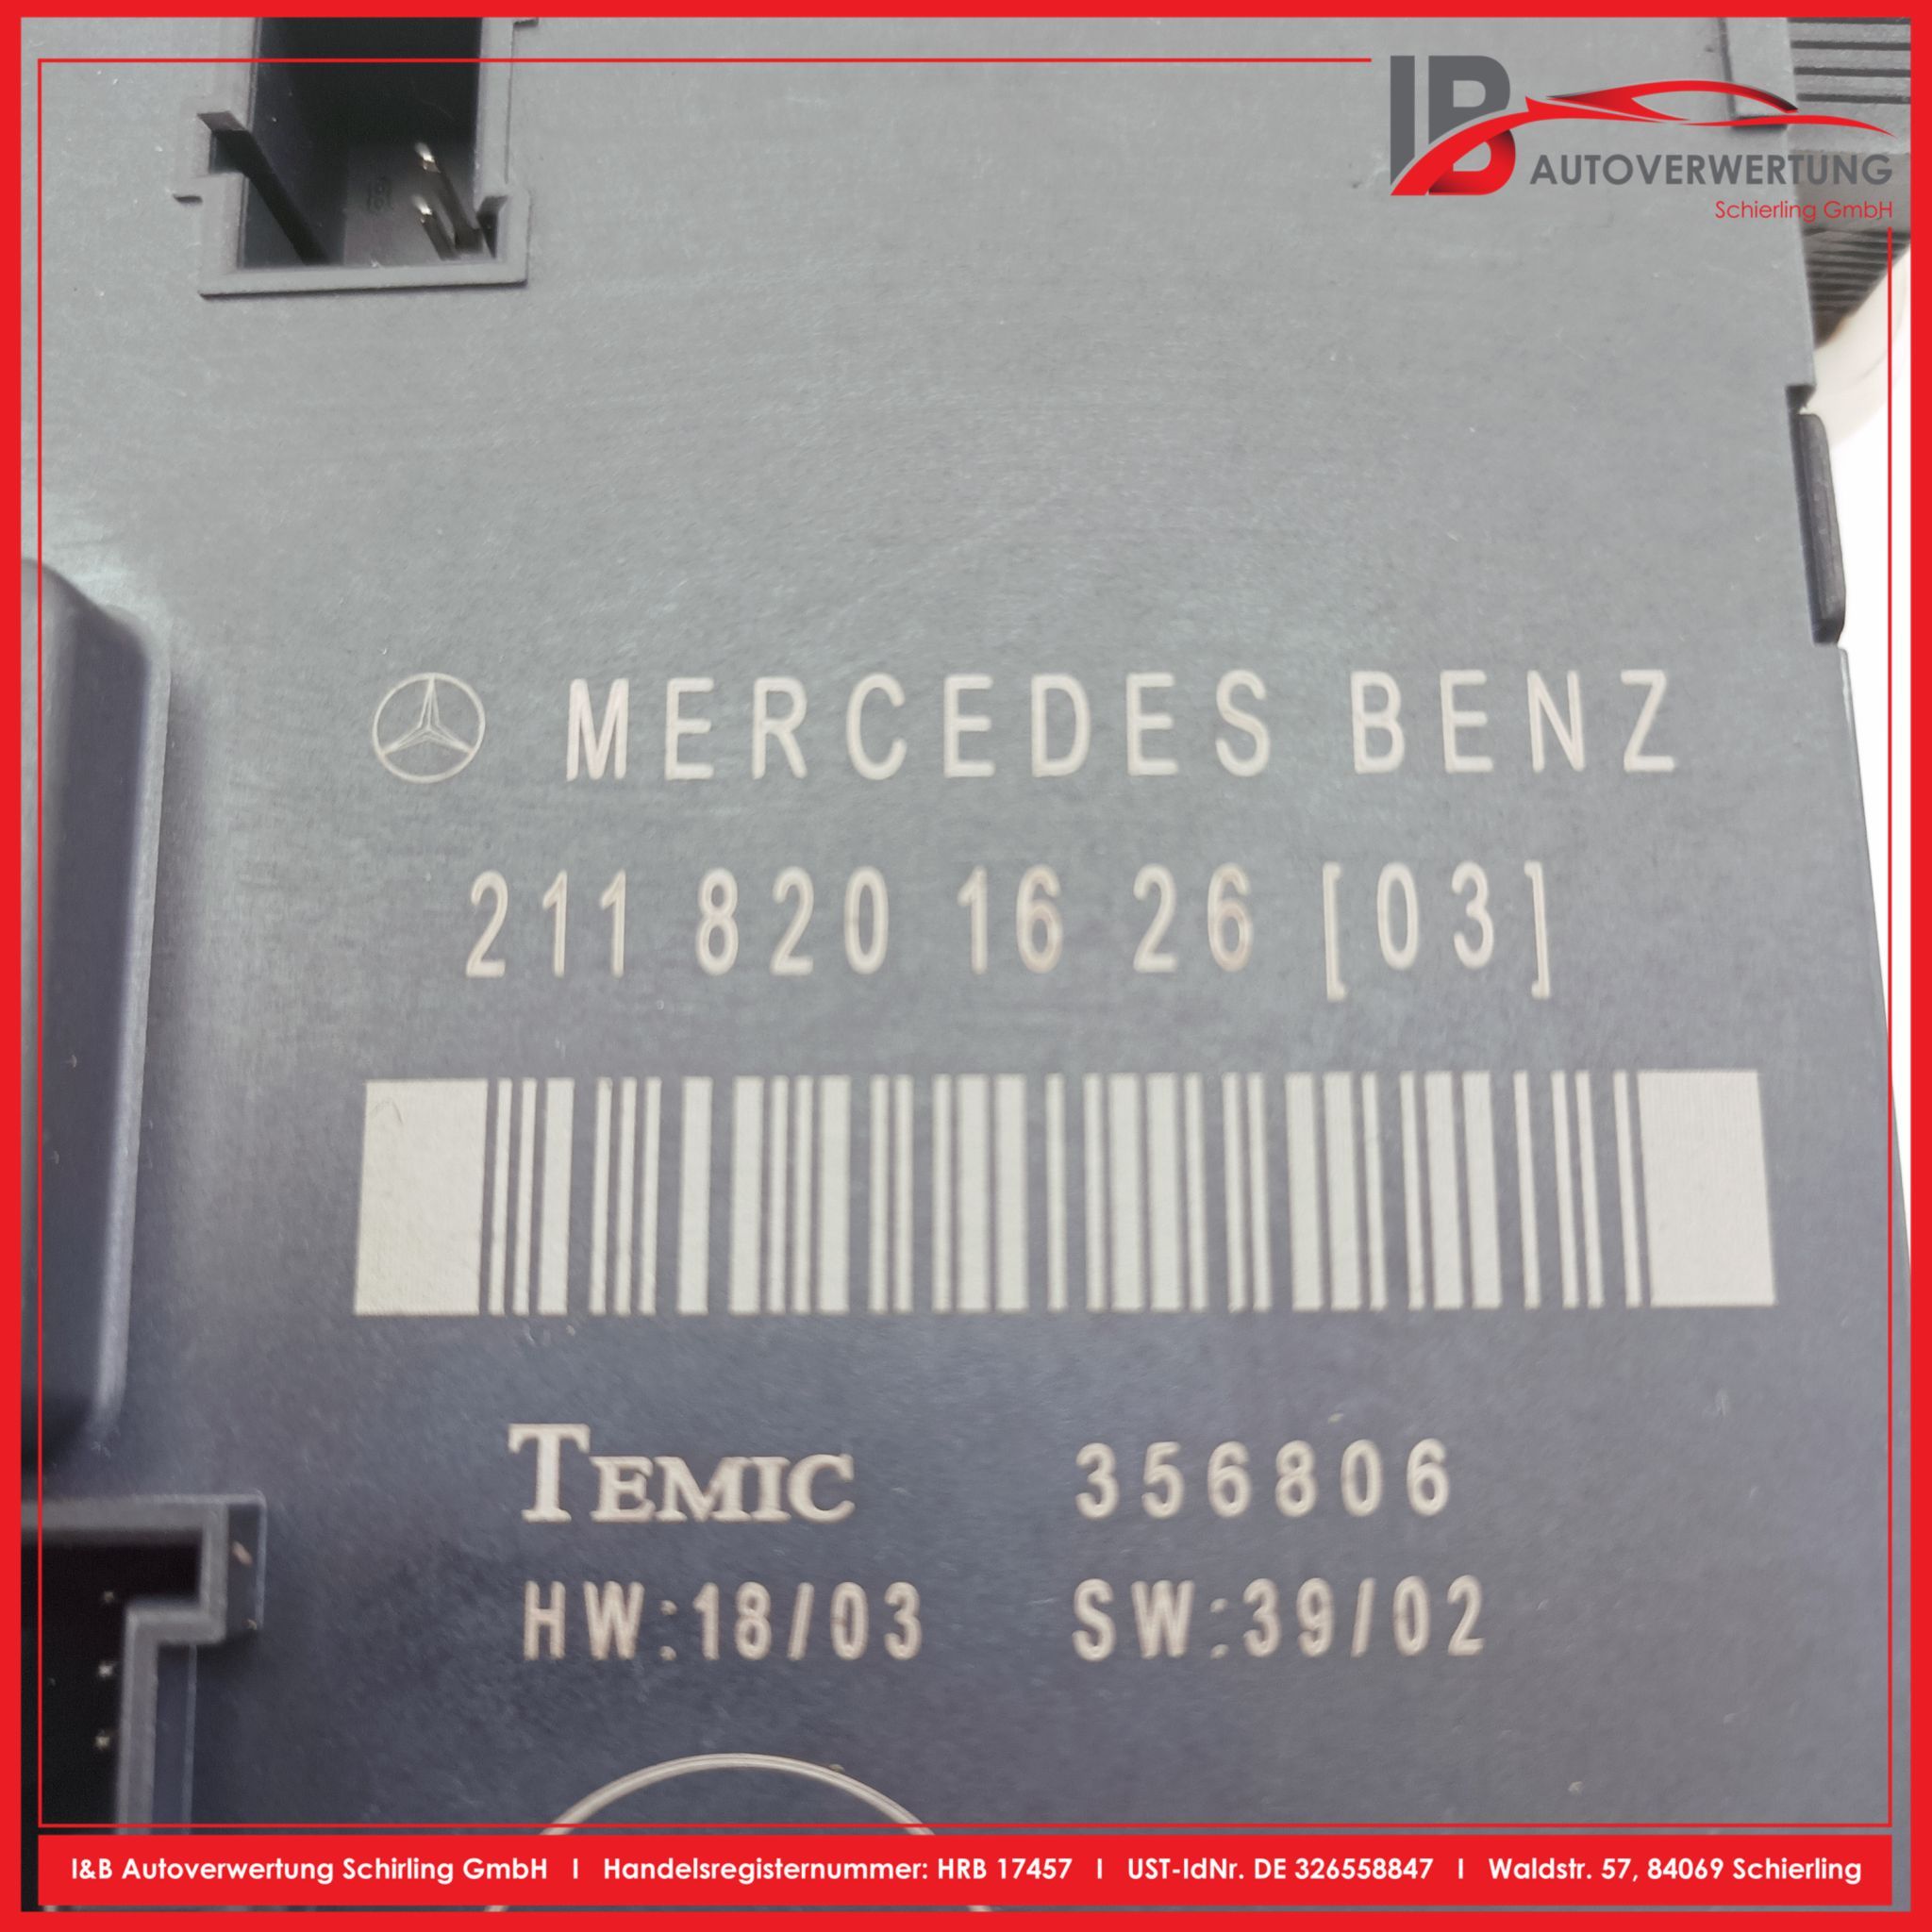 IB AUTOVERWERTUNG
Schierling GmbH
MERCEDES BENZ
211 820 16 26 [03]
TEMIC 356806
HW:18/03 SW:39/02
I&B Autoverwertung Schirling GmbH I Handelsregisternummer: HRB 17457 I UST-IdNr. DE 326558847 I Waldstr. 57, 84069 Schierling